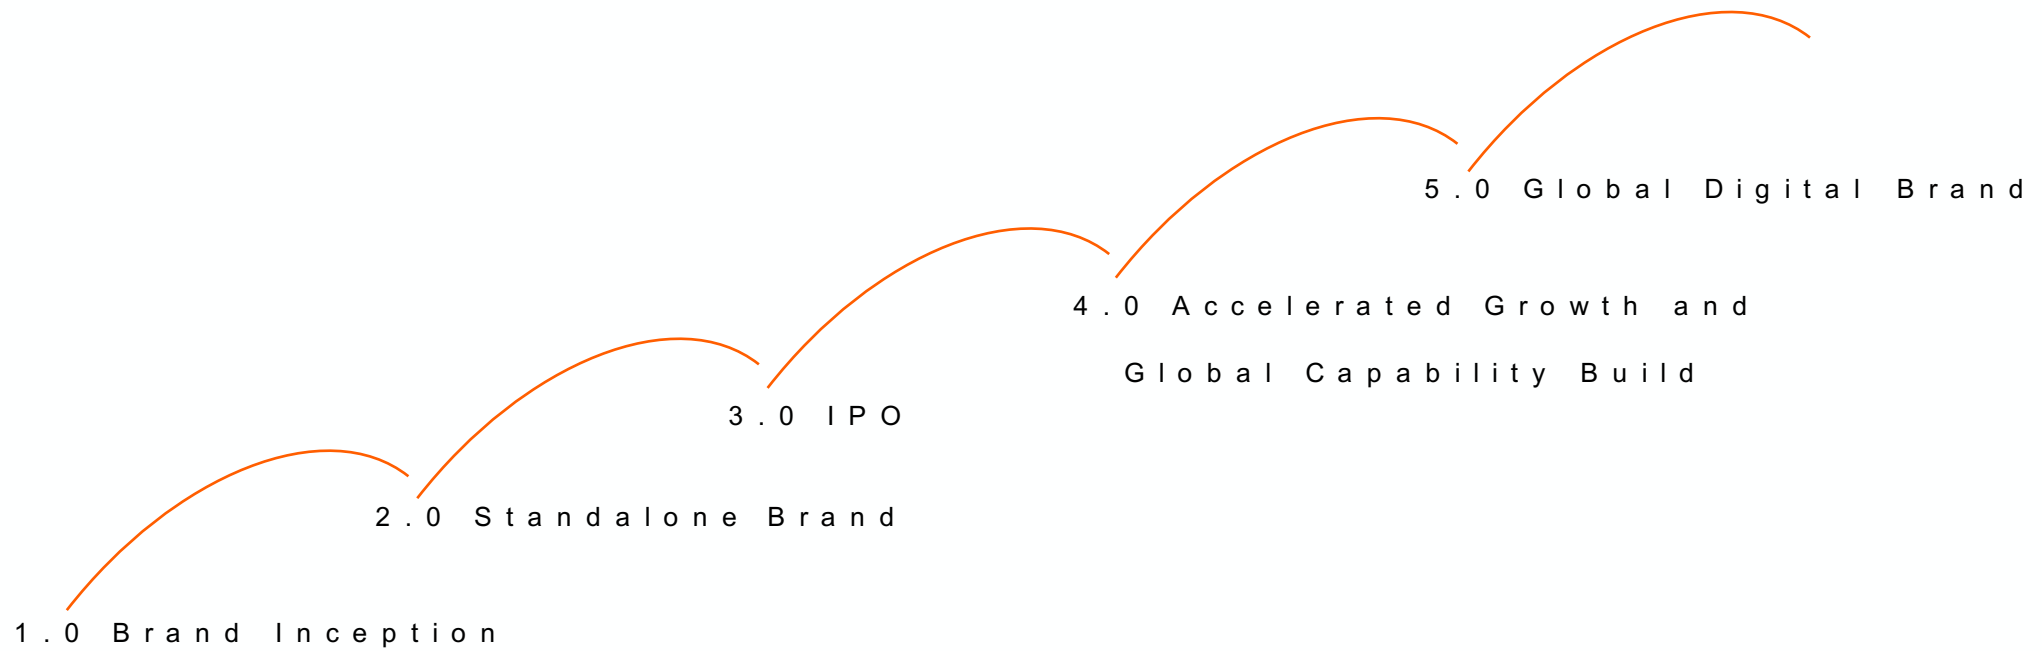 1.0 Brand Inception
2.0 Standalone Brand
3.0 IPO
4.0 Accelerated Growth and
Global Capability Build
5.0 Global Digital Brand